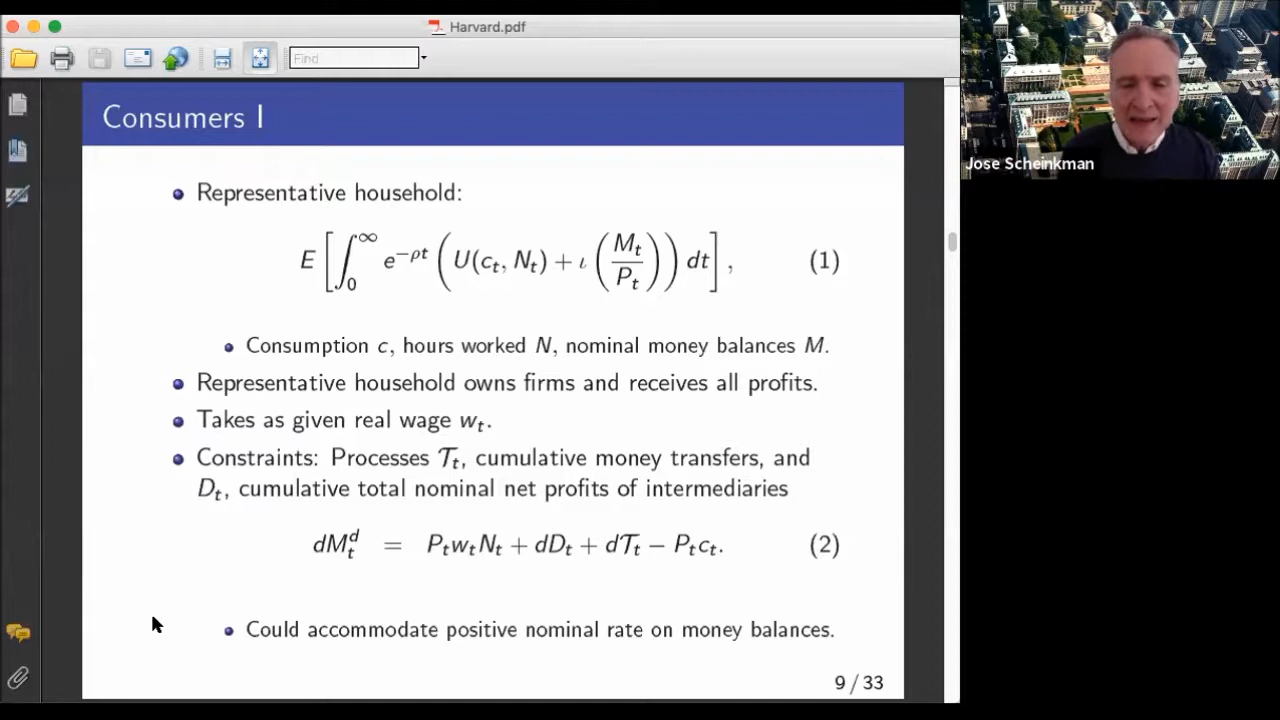 Harvard.pdf
Find
Consumers I
Representative household:
E [ ∫₀^∞ e^{−ρt} ( U(c_t, N_t) + ι ( M_t / P_t ) ) dt ] , (1)
Consumption c, hours worked N, nominal money balances M.
Representative household owns firms and receives all profits.
Takes as given real wage w_t.
Constraints: Processes 𝒯_t, cumulative money transfers, and
D_t, cumulative total nominal net profits of intermediaries
dM_t^d = P_t w_t N_t + dD_t + d𝒯_t − P_t c_t. (2)
Could accommodate positive nominal rate on money balances.
9 / 33
Jose Scheinkman